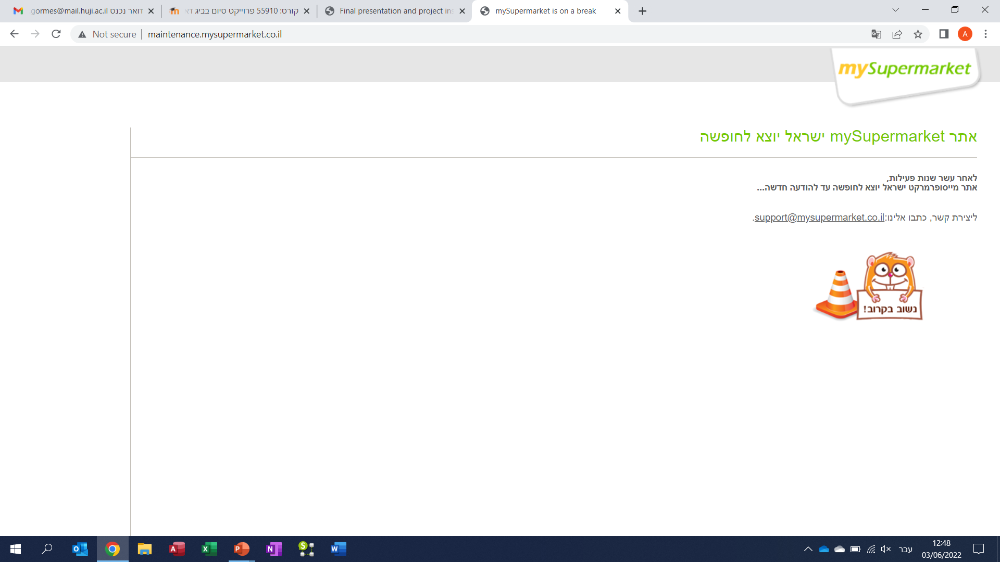 gormes@mail.huji.ac.il דואר נכנס
קורס: 55910 פרוייקט סיום בביג דא
Final presentation and project ins
mySupermarket is on a break
Not secure
maintenance.mysupermarket.co.il
A
mySupermarket
אתר mySupermarket ישראל יוצא לחופשה
לאחר עשר שנות פעילות,
אתר מייסופרמרקט ישראל יוצא לחופשה עד להודעה חדשה...
ליצירת קשר, כתבו אלינו:support@mysupermarket.co.il.
נשוב בקרוב!
עבר
12:48
03/06/2022